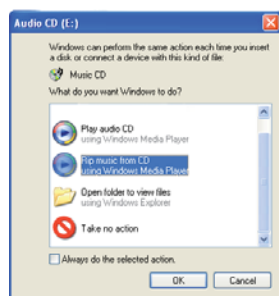 Audio CD (E:)
Windows can perform the same action each time you insert
a disk or connect a device with this kind of file:
Music CD
What do you want Windows to do?
Play audio CD
using Windows Media Player
Rip music from CD
using Windows Media Player
Open folder to view files
using Windows Explorer
Take no action
Always do the selected action.
OK
Cancel